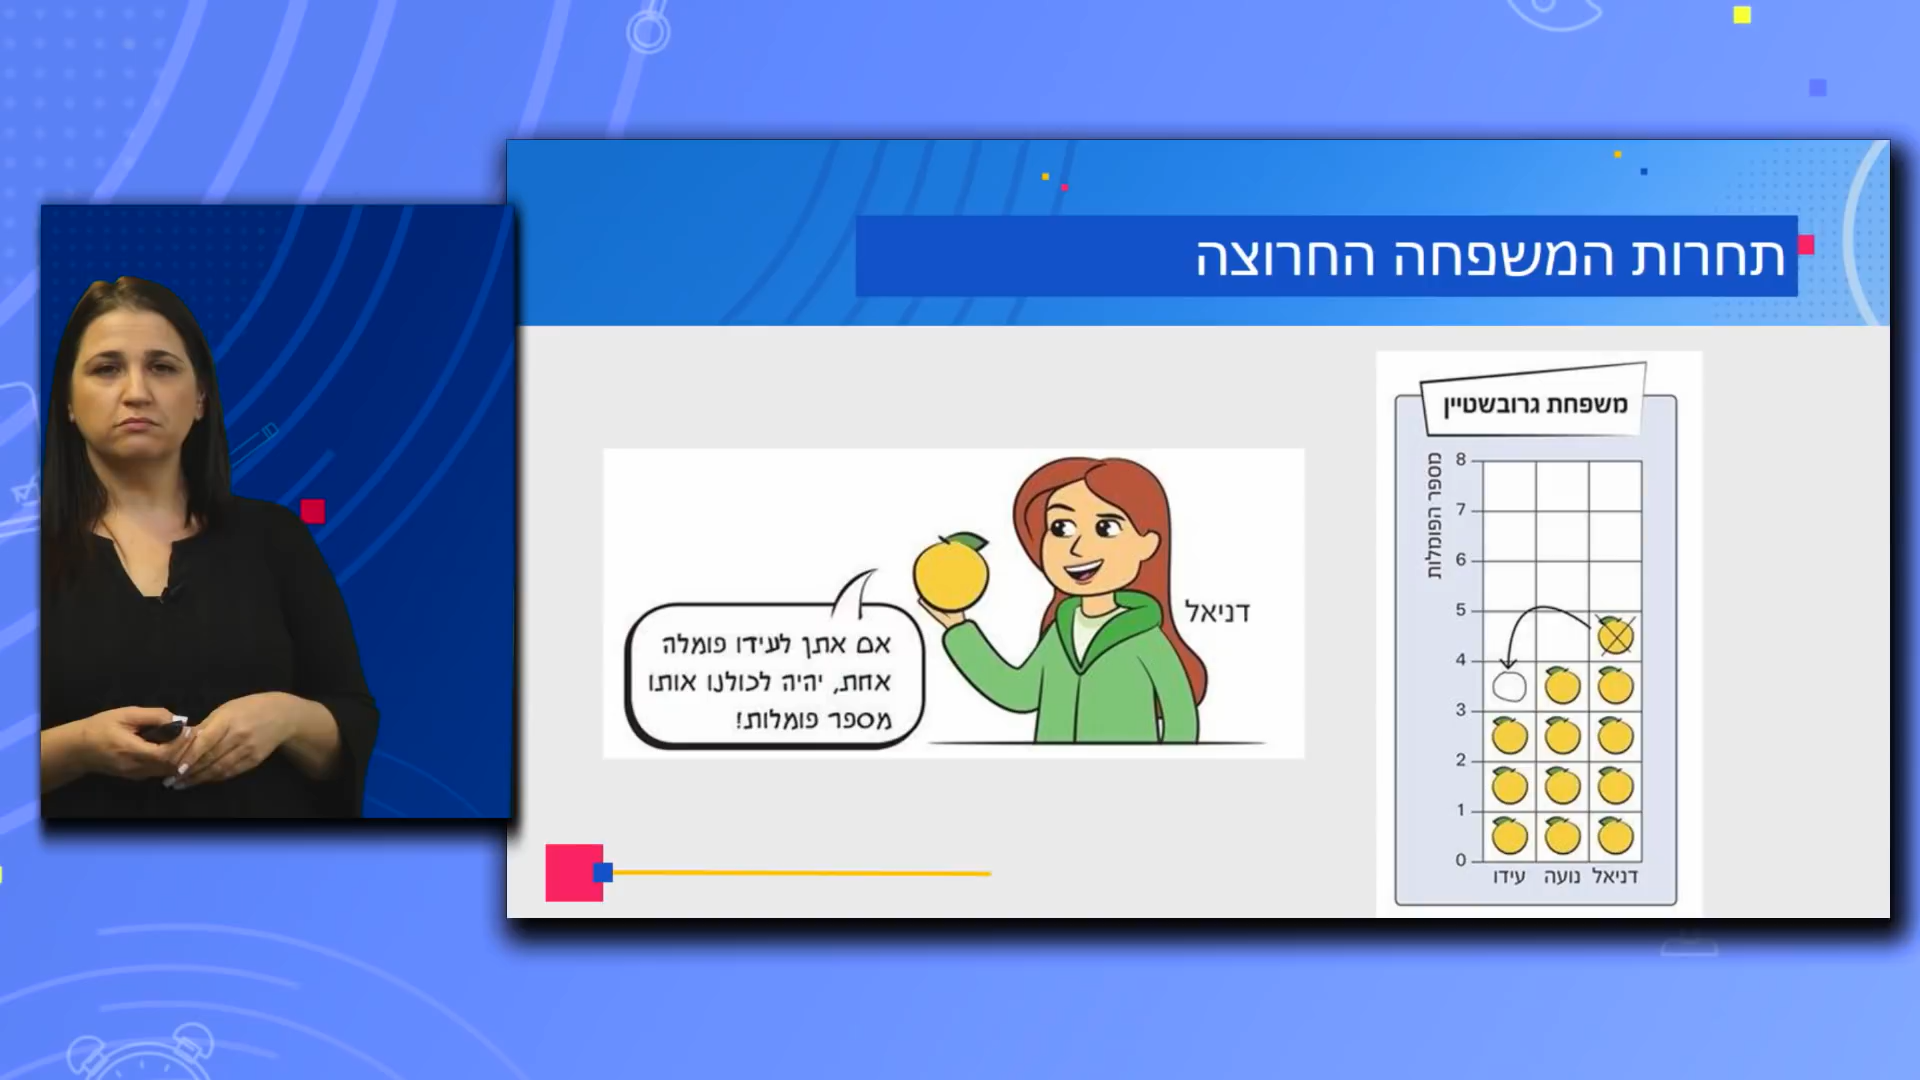 תחרות המשפחה החרוצה
משפחת גרובשטיין
מספר הפומלות
8
7
6
5
4
3
2
1
0
דניאל נועה עידו
דניאל
אם אתן לעידו פומלה
אחת, יהיה לכולנו אותו
מספר פומלות!